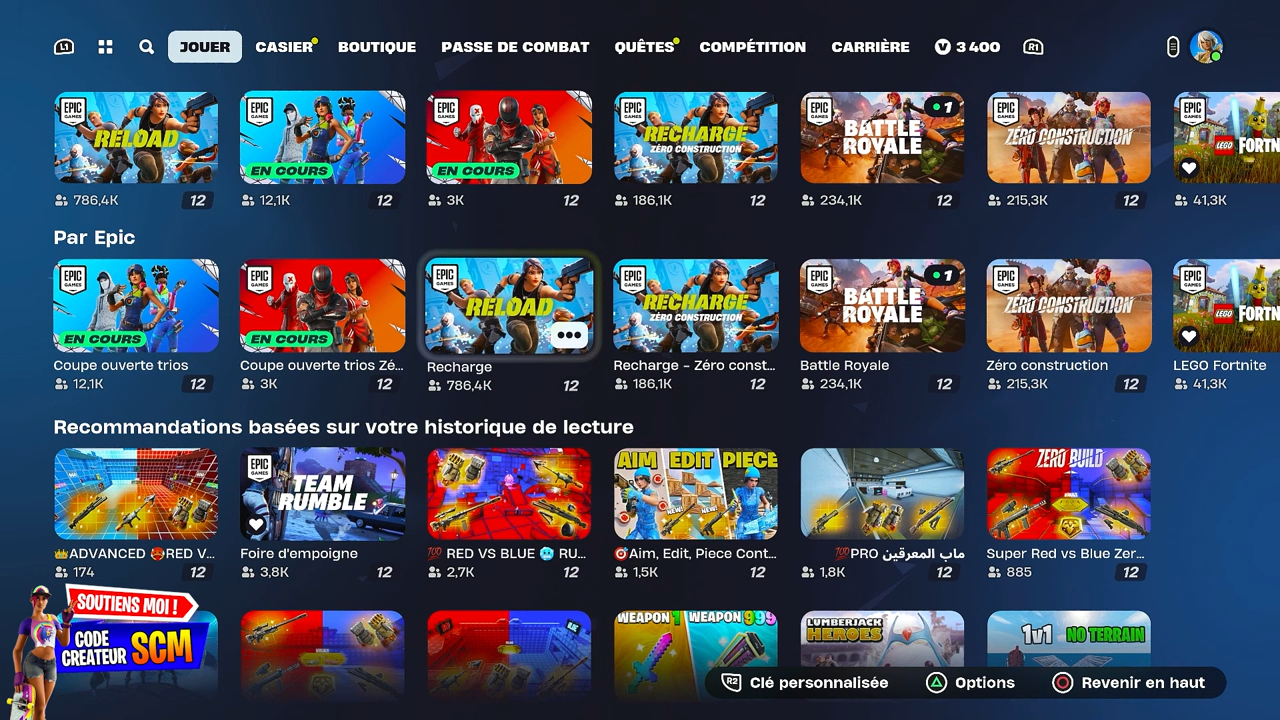 L1 JOUER CASIER BOUTIQUE PASSE DE COMBAT QUÊTES COMPÉTITION CARRIÈRE V 3 400 R1
EPIC GAMES
RELOAD
EPIC GAMES
EN COURS
EPIC GAMES
EN COURS
EPIC GAMES
RECHARGE
ZÉRO CONSTRUCTION
EPIC GAMES
1
BATTLE
ROYALE
EPIC GAMES
ZÉRO CONSTRUCTION
EPIC GAMES
LEGO FORTN
786,4K 12
12,1K 12
3K 12
186,1K 12
234,1K 12
215,3K 12
41,3K
Par Epic
EPIC GAMES
EN COURS
EPIC GAMES
EN COURS
EPIC GAMES
RELOAD
EPIC GAMES
RECHARGE
ZÉRO CONSTRUCTION
EPIC GAMES
1
BATTLE
ROYALE
EPIC GAMES
ZÉRO CONSTRUCTION
EPIC GAMES
LEGO FORTN
Coupe ouverte trios
12,1K 12
Coupe ouverte trios Zé...
3K 12
Recharge
786,4K 12
Recharge - Zéro const...
186,1K 12
Battle Royale
234,1K 12
Zéro construction
215,3K 12
LEGO Fortnite
41,3K
Recommandations basées sur votre historique de lecture
EPIC GAMES
TEAM
RUMBLE
AIM EDIT PIECE
NEW! NEW!
ZERO BUILD
👑ADVANCED 👹RED V...
174 12
Foire d'empoigne
3,8K 12
💯 RED VS BLUE 🥶 RU...
2,7K 12
🎯Aim, Edit, Piece Cont...
1,5K 12
ماب المعرقين PRO💯
1,8K 12
Super Red vs Blue Zer...
885 12
SOUTIENS MOI !
CODE
CREATEUR SCM
WEAPON 1 WEAPON 999
LUMBERJACK
HEROES
1v1 NO TERRAIN
R2 Clé personnalisée Options Revenir en haut